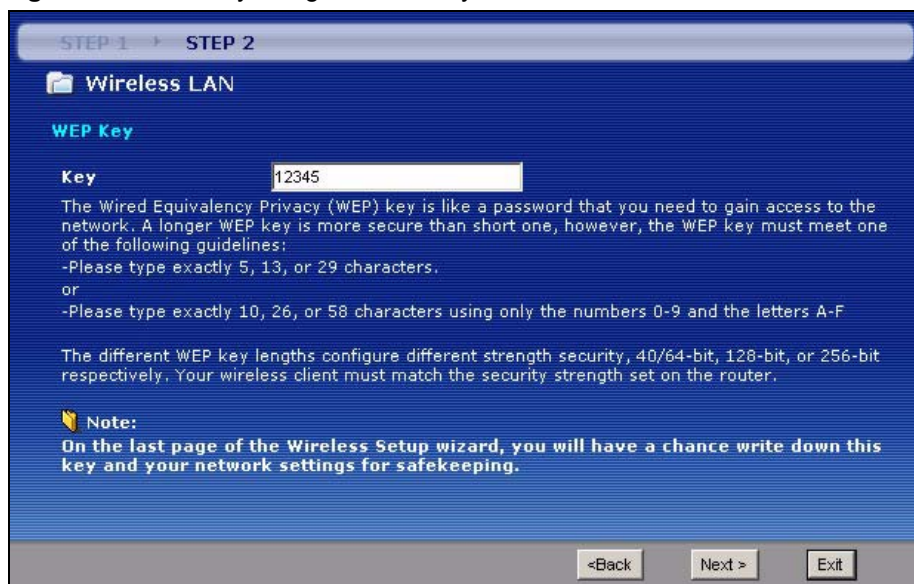 STEP 1 STEP 2
Wireless LAN
WEP Key
Key 12345
The Wired Equivalency Privacy (WEP) key is like a password that you need to gain access to the
network. A longer WEP key is more secure than short one, however, the WEP key must meet one
of the following guidelines:
-Please type exactly 5, 13, or 29 characters.
or
-Please type exactly 10, 26, or 58 characters using only the numbers 0-9 and the letters A-F
The different WEP key lengths configure different strength security, 40/64-bit, 128-bit, or 256-bit
respectively. Your wireless client must match the security strength set on the router.
Note:
On the last page of the Wireless Setup wizard, you will have a chance write down this
key and your network settings for safekeeping.
<Back Next > Exit